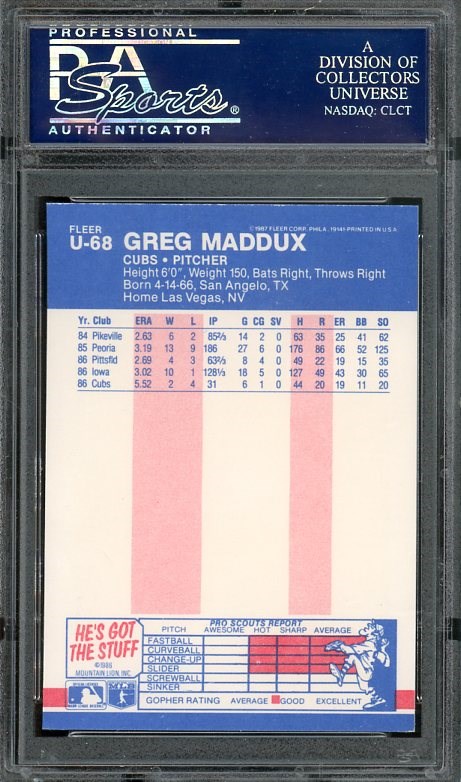 PROFESSIONAL
PSA
Sports®
AUTHENTICATOR
A
DIVISION OF
COLLECTORS
UNIVERSE
NASDAQ: CLCT
©1987 FLEER CORP. PHILA. 19141-PRINTED IN U.S.A.
FLEER
U-68 GREG MADDUX
CUBS • PITCHER
Height 6'0", Weight 150, Bats Right, Throws Right
Born 4-14-66, San Angelo, TX
Home Las Vegas, NV
Yr. Club ERA W L IP G CG SV H R ER BB SO
84 Pikeville 2.63 6 2 85⅔ 14 2 0 63 35 25 41 62
85 Peoria 3.19 13 9 186 27 6 0 176 86 66 52 125
86 Pittsfld 2.69 4 3 63⅔ 8 4 0 49 22 19 15 35
86 Iowa 3.02 10 1 128⅓ 18 5 0 127 49 43 30 65
86 Cubs 5.52 2 4 31 6 1 0 44 20 19 11 20
HE'S GOT
THE STUFF
©1986
MOUNTAIN LION, INC.
PRO SCOUTS REPORT
PITCH AWESOME HOT SHARP AVERAGE
FASTBALL
CURVEBALL
CHANGE-UP
SLIDER
SCREWBALL
SINKER
GOPHER RATING AVERAGE GOOD EXCELLENT